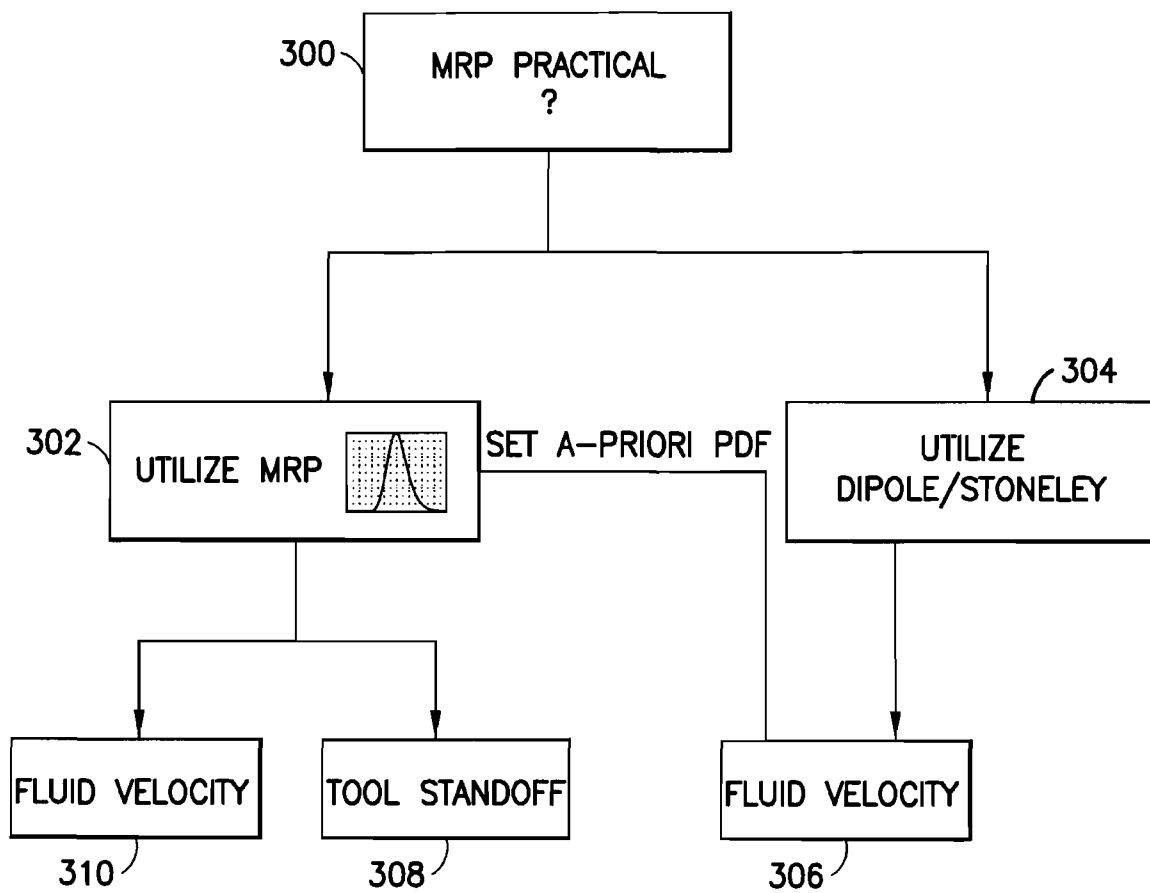 300
MRP PRACTICAL
?
304
302
UTILIZE MRP
SET A-PRIORI PDF
UTILIZE
DIPOLE/STONELEY
FLUID VELOCITY
TOOL STANDOFF
FLUID VELOCITY
310
308
306